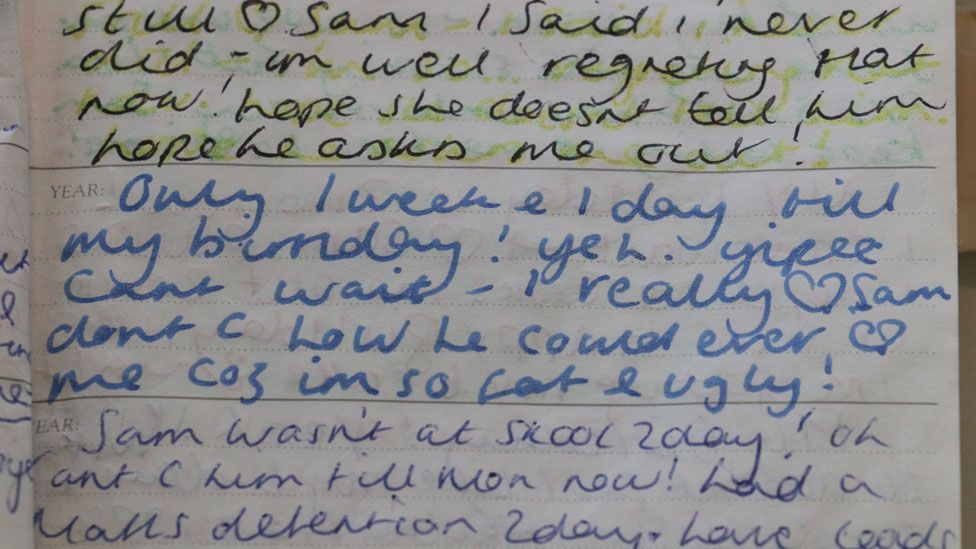 still ♡ Sam I said i never
did - im well regreting that
now! hope she doesnt tell him
hope he asks me out!
YEAR: Only 1 week & 1 day till
my birthday! yeh. yipee
Cant wait - I really ♡ Sam
dont C how he could ever ♡
me coz im so fat & ugly!
YEAR: Sam wasn't at skool 2day! oh
cant C him till mon now! had a
Maths detention 2day. have loads